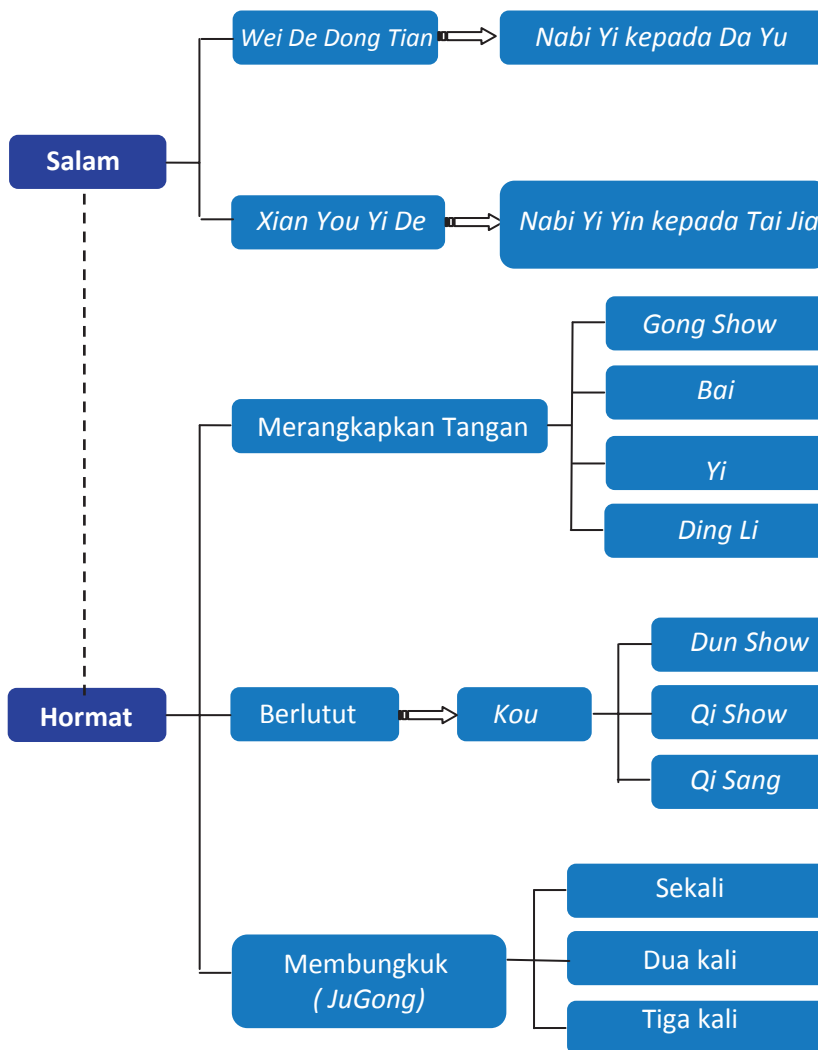 Wei De Dong Tian
Nabi Yi kepada Da Yu
Salam
Xian You Yi De
Nabi Yi Yin kepada Tai Jia
Gong Show
Bai
Merangkapkan Tangan
Yi
Ding Li
Dun Show
Hormat
Berlutut
Kou
Qi Show
Qi Sang
Sekali
Membungkuk
( JuGong)
Dua kali
Tiga kali